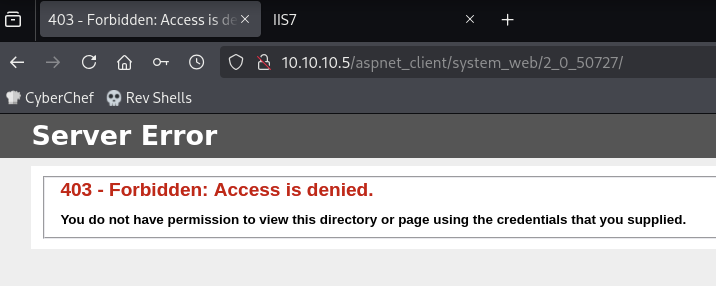 403 - Forbidden: Access is de
IIS7
10.10.10.5/aspnet_client/system_web/2_0_50727/
CyberChef
Rev Shells
Server Error
403 - Forbidden: Access is denied.
You do not have permission to view this directory or page using the credentials that you supplied.